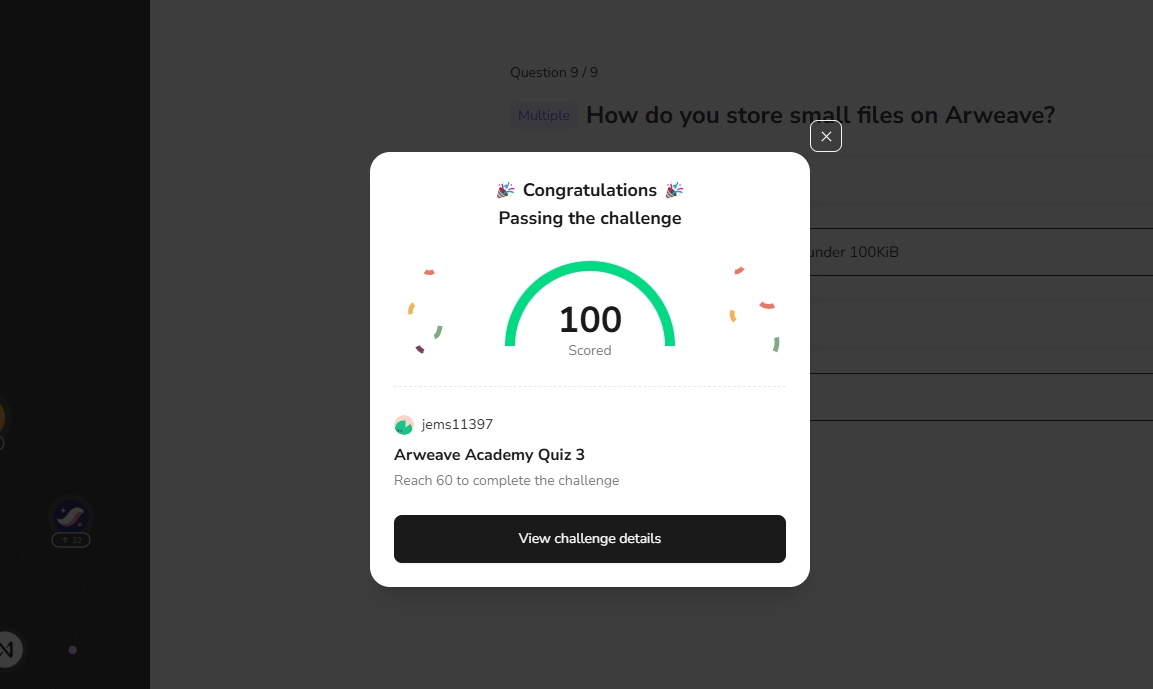 Question 9 / 9
Multiple How do you store small files on Arweave?
under 100KiB
🎉 Congratulations 🎉
Passing the challenge
100
Scored
jems11397
Arweave Academy Quiz 3
Reach 60 to complete the challenge
View challenge details
↑ 32